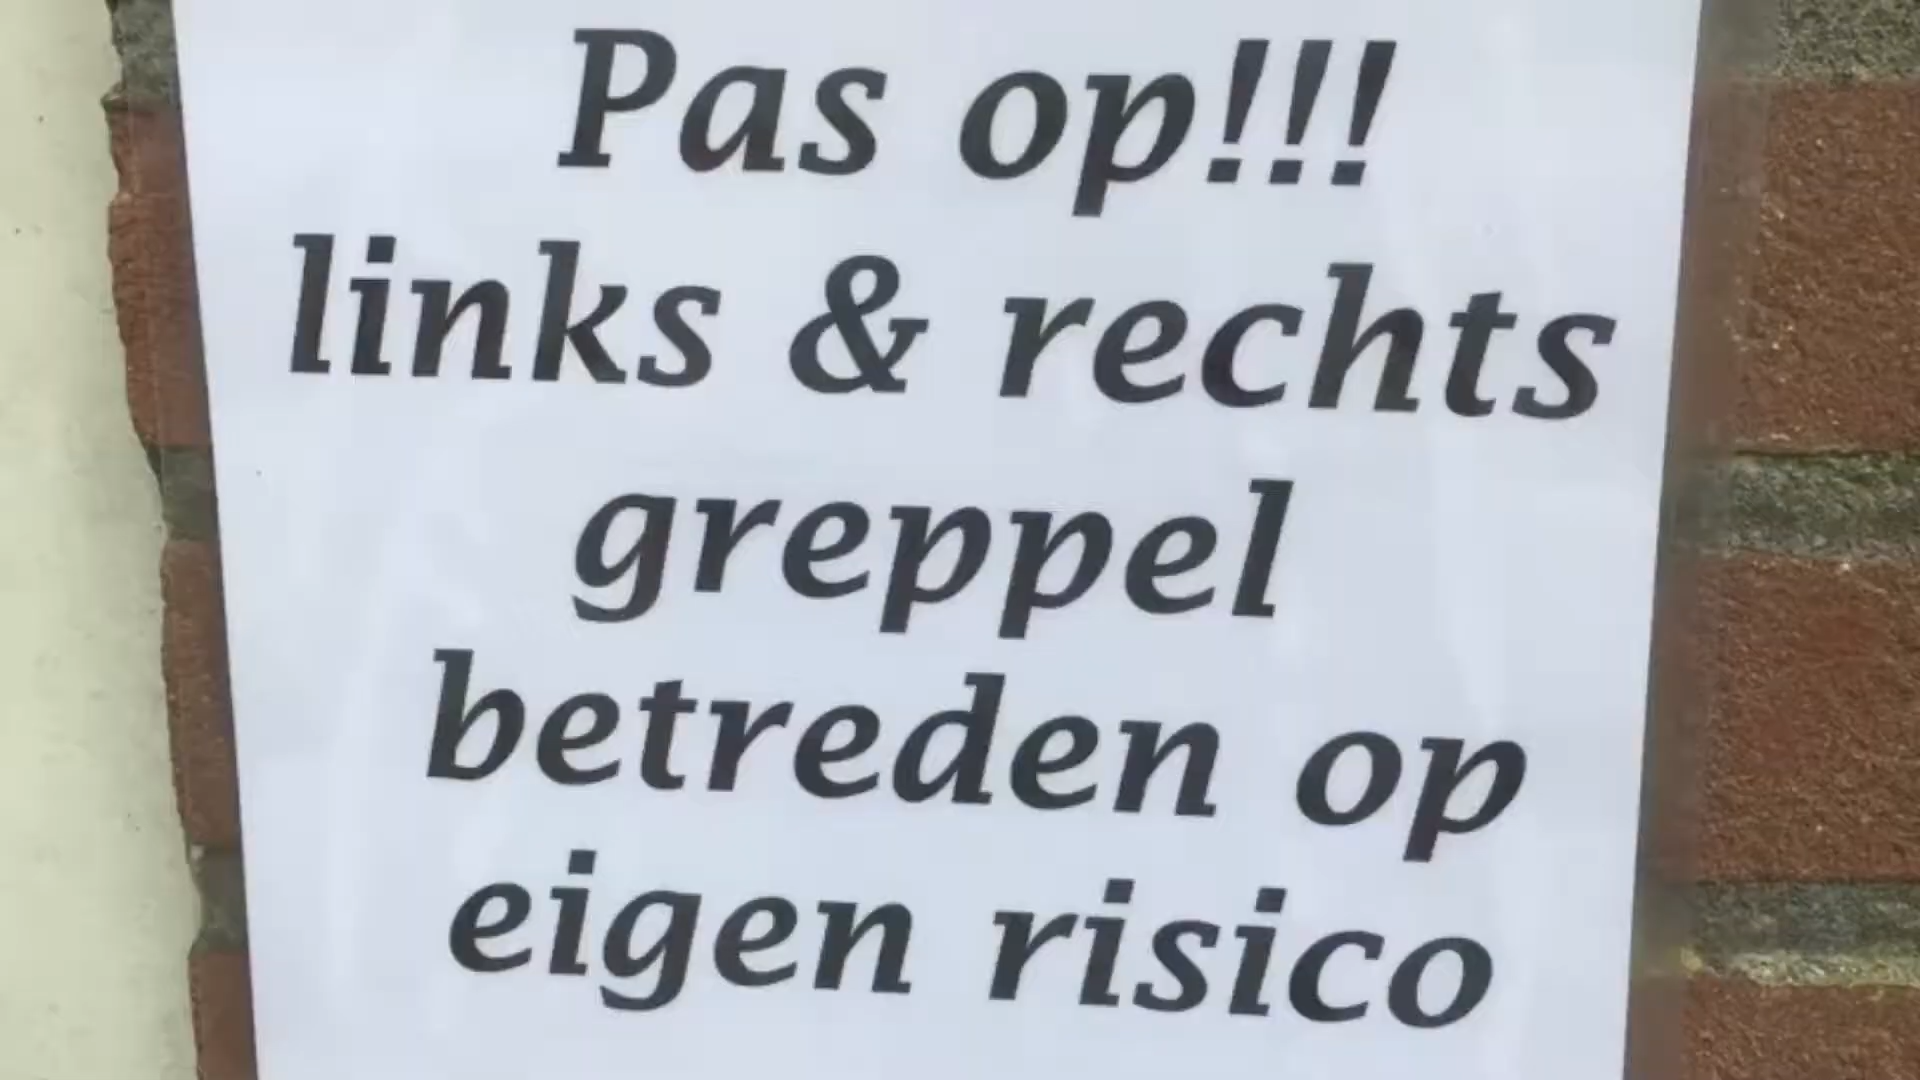 Pas op!!!
links & rechts
greppel
betreden op
eigen risico